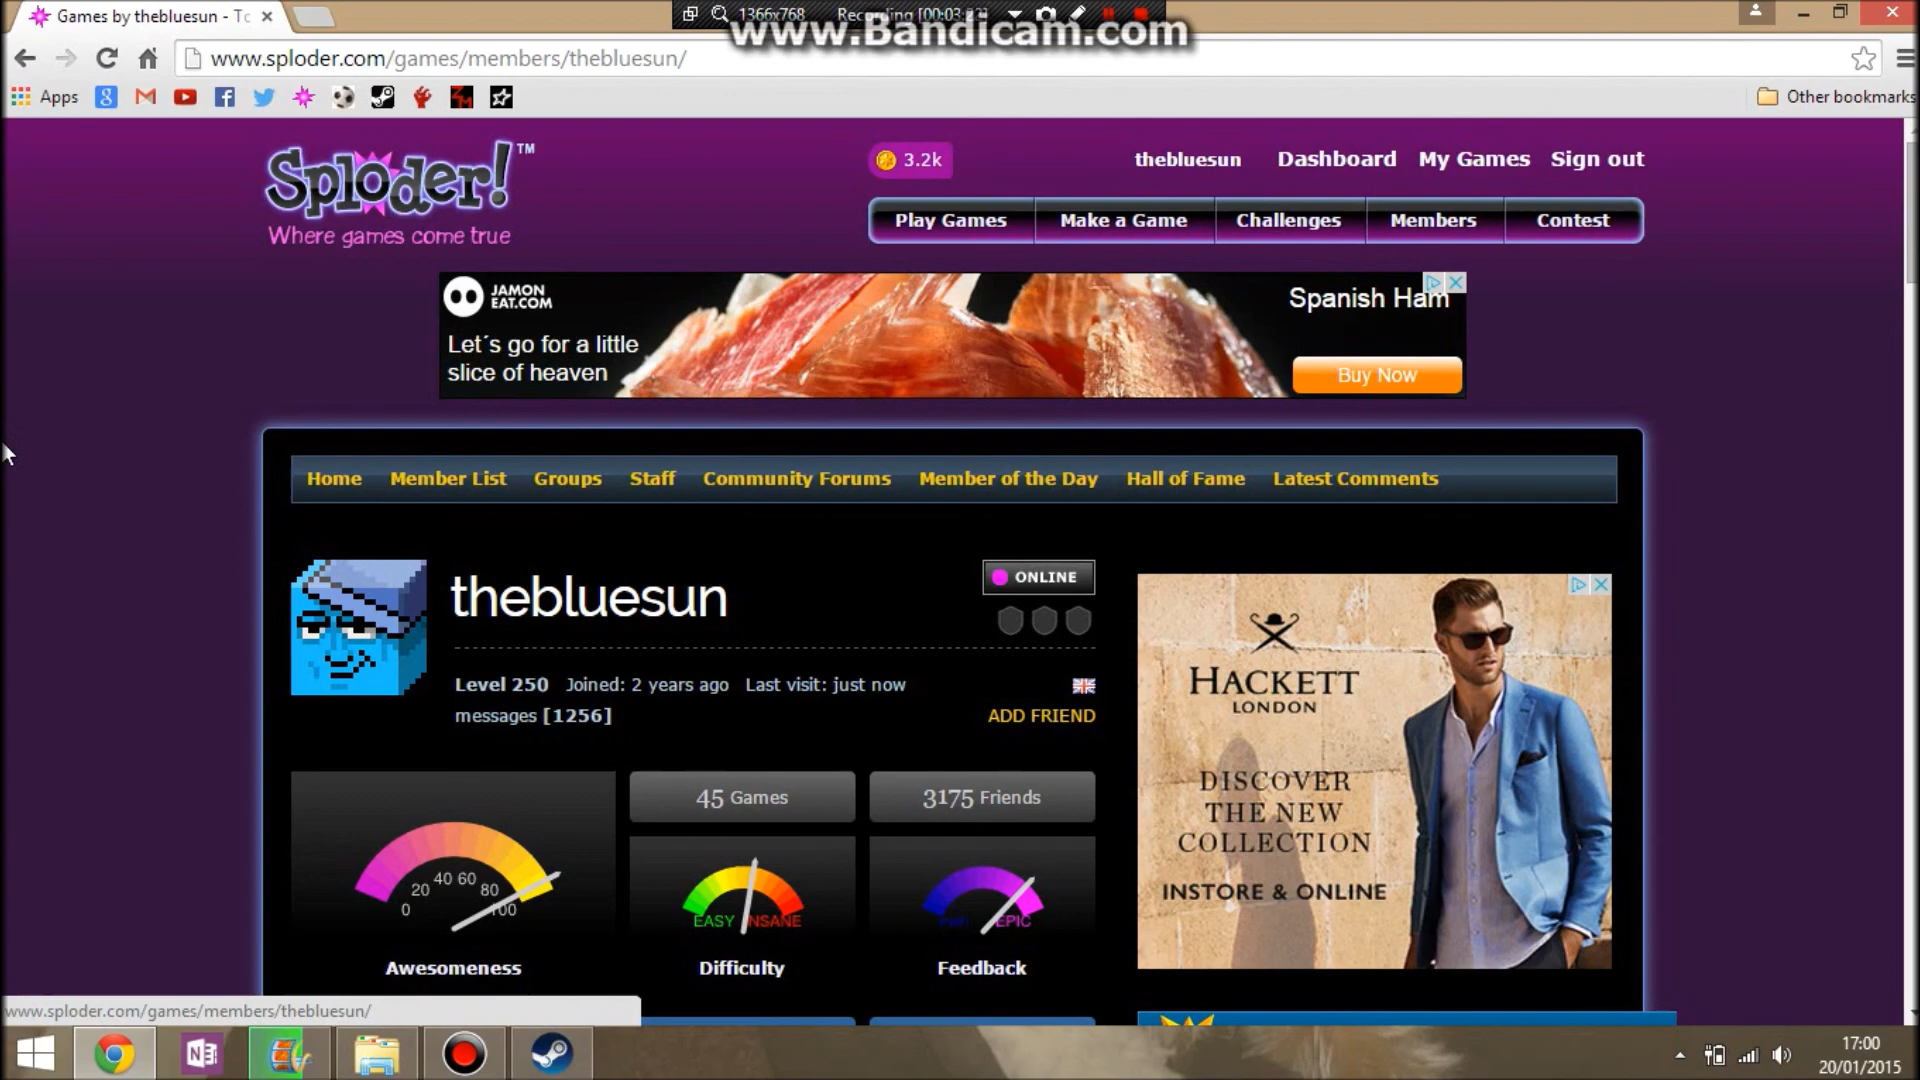 Games by thebluesun - To
1366x768
Recording [00:03:22]
www.Bandicam.com
www.sploder.com/games/members/thebluesun/
Apps
Other bookmarks
Sploder!™
Where games come true
3.2k
thebluesun
Dashboard
My Games
Sign out
Play Games
Make a Game
Challenges
Members
Contest
JAMON
EAT.COM
Let´s go for a little
slice of heaven
Spanish Ham
Buy Now
Home
Member List
Groups
Staff
Community Forums
Member of the Day
Hall of Fame
Latest Comments
thebluesun
ONLINE
Level 250 Joined: 2 years ago Last visit: just now
messages [1256]
ADD FRIEND
45 Games
3175 Friends
0 20 40 60 80 100
Awesomeness
EASY INSANE
Difficulty
EPIC
Feedback
HACKETT
LONDON
DISCOVER
THE NEW
COLLECTION
INSTORE & ONLINE
www.sploder.com/games/members/thebluesun/
17:00
20/01/2015